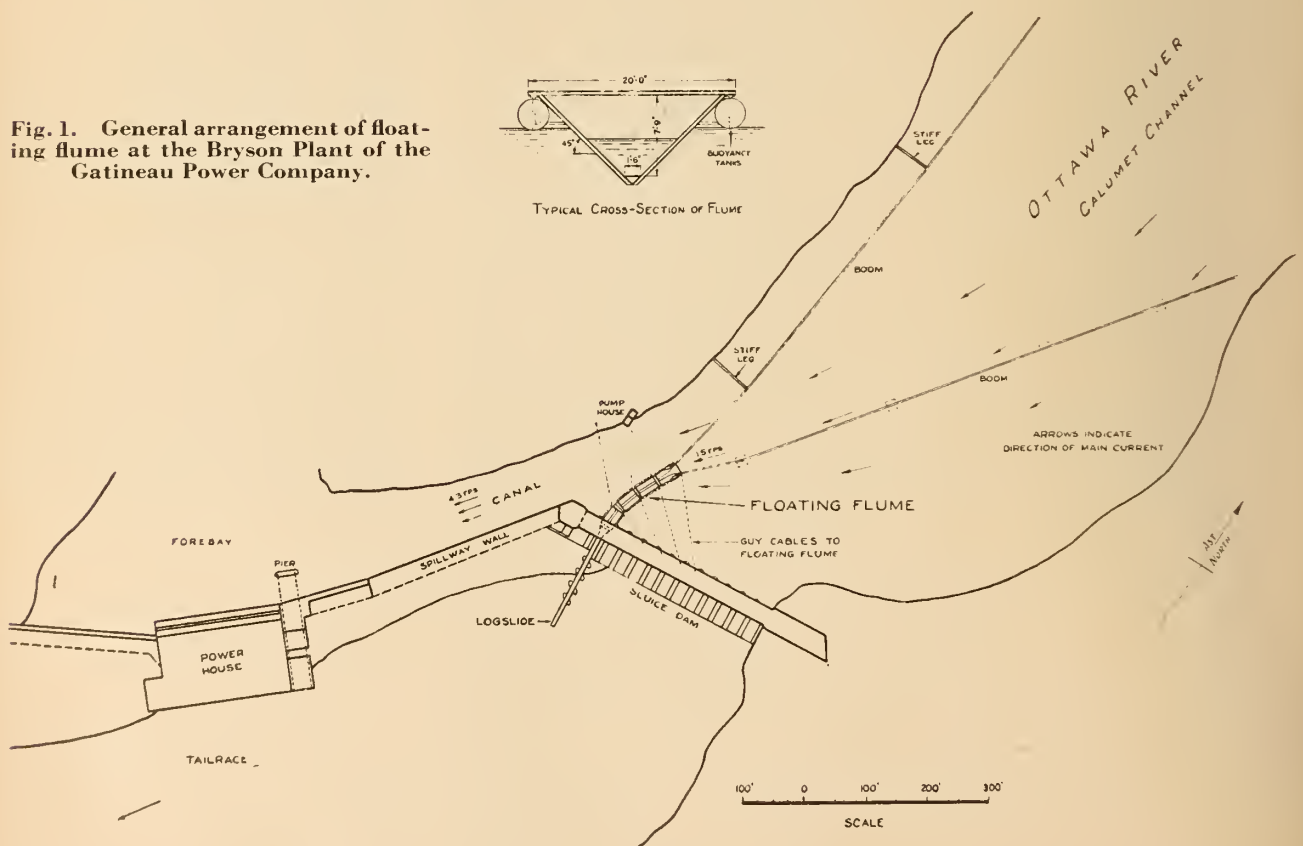 Fig. 1. General arrangement of float-
ing flume at the Bryson Plant of the
Gatineau Power Company.
20'-0"
45°
7'-9"
1'-6"
BUOYANCY
TANKS
TYPICAL CROSS-SECTION OF FLUME
OTTAWA RIVER
CALUMET CHANNEL
STIFF
LEG
BOOM
STIFF
LEG
BOOM
PUMP
HOUSE
ARROWS INDICATE
DIRECTION OF MAIN CURRENT
1.5 FPS
4.3 FPS
CANAL
FLOATING FLUME
GUY CABLES TO
FLOATING FLUME
FOREBAY
SPILLWAY WALL
PIER
NORTH
LOGSLIDE
SLUICE DAM
POWER
HOUSE
TAILRACE
100' 0 100' 200' 300'
SCALE